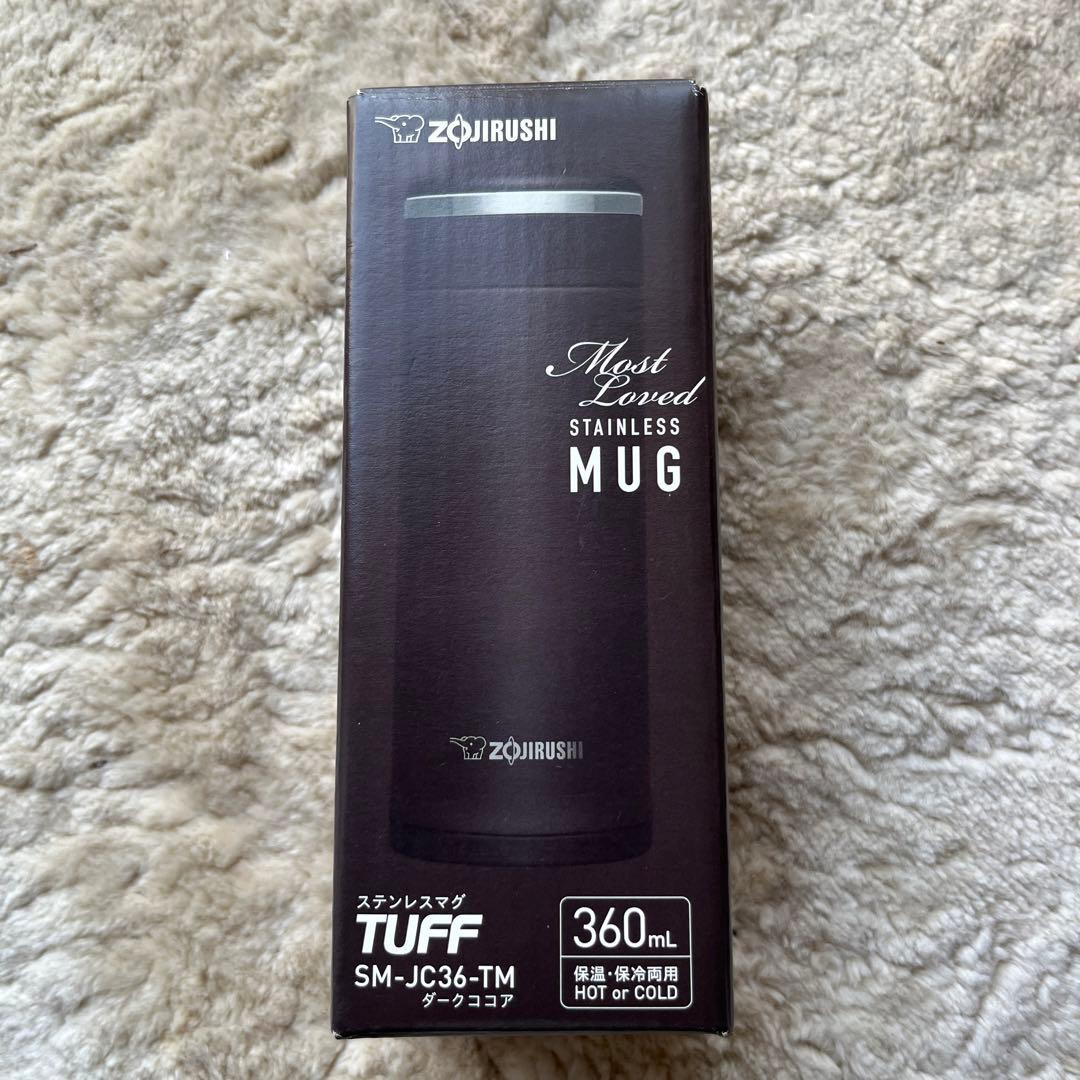 ZOJIRUSHI
Most
Loved
STAINLESS
MUG
ZOJIRUSHI
ステンレスマグ
TUFF
SM-JC36-TM
ダークココア
360mL
保温・保冷両用
HOT or COLD